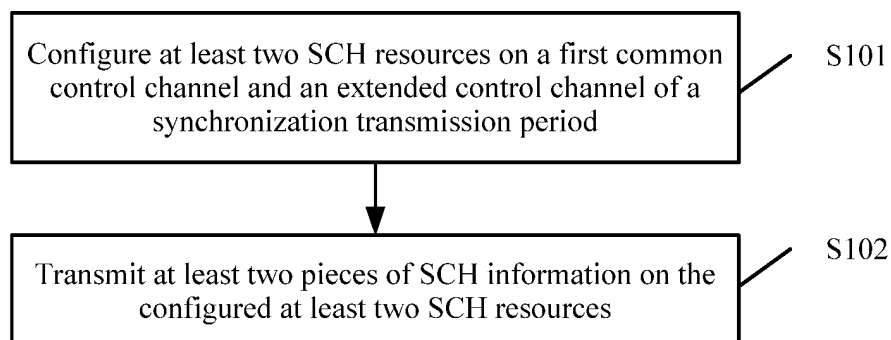 Configure at least two SCH resources on a first common
control channel and an extended control channel of a
synchronization transmission period
S101
Transmit at least two pieces of SCH information on the
configured at least two SCH resources
S102